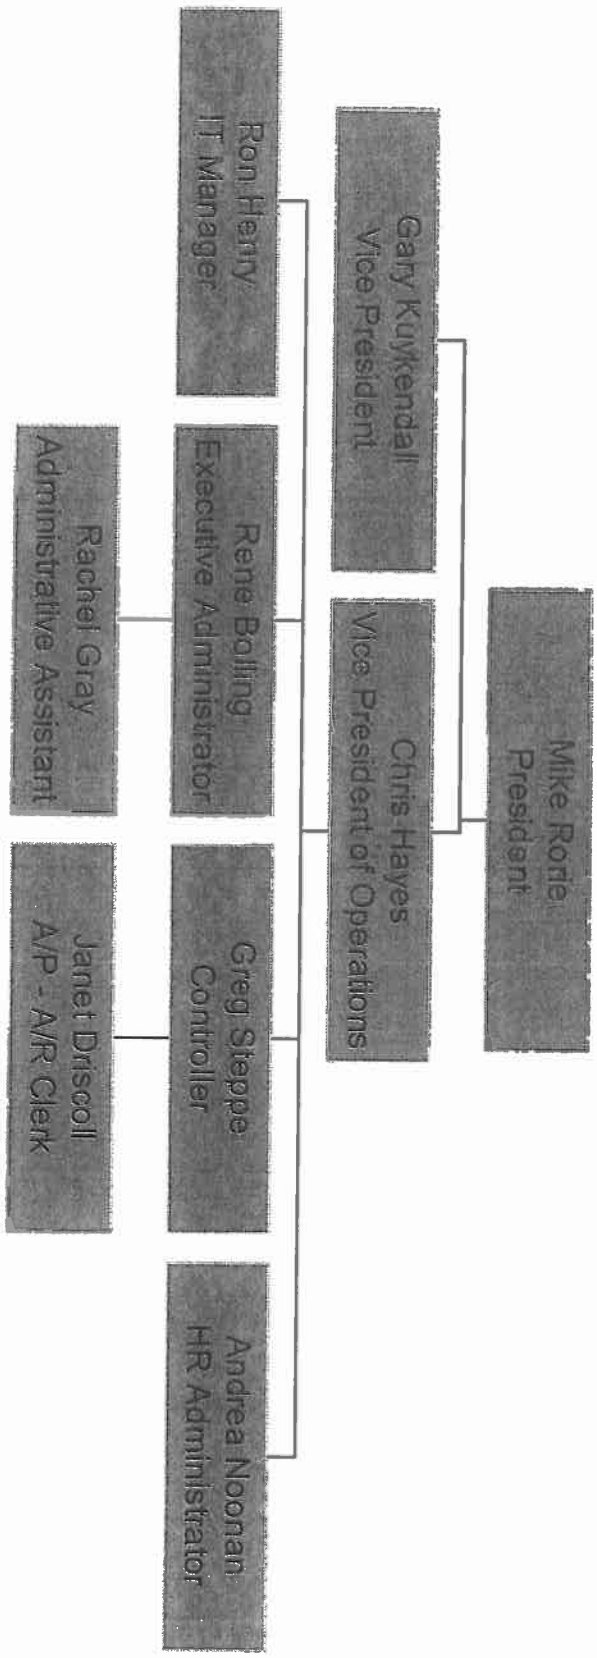 Mike Rorie
President
Gary Kuykendall
Vice President
Chris Hayes
Vice President of Operations
Ron Henry
IT Manager
Rene Bolling
Executive Administrator
Greg Steppe
Controller
Andrea Noonan
HR Administrator
Rachel Gray
Administrative Assistant
Janet Driscoll
A/P - A/R Clerk